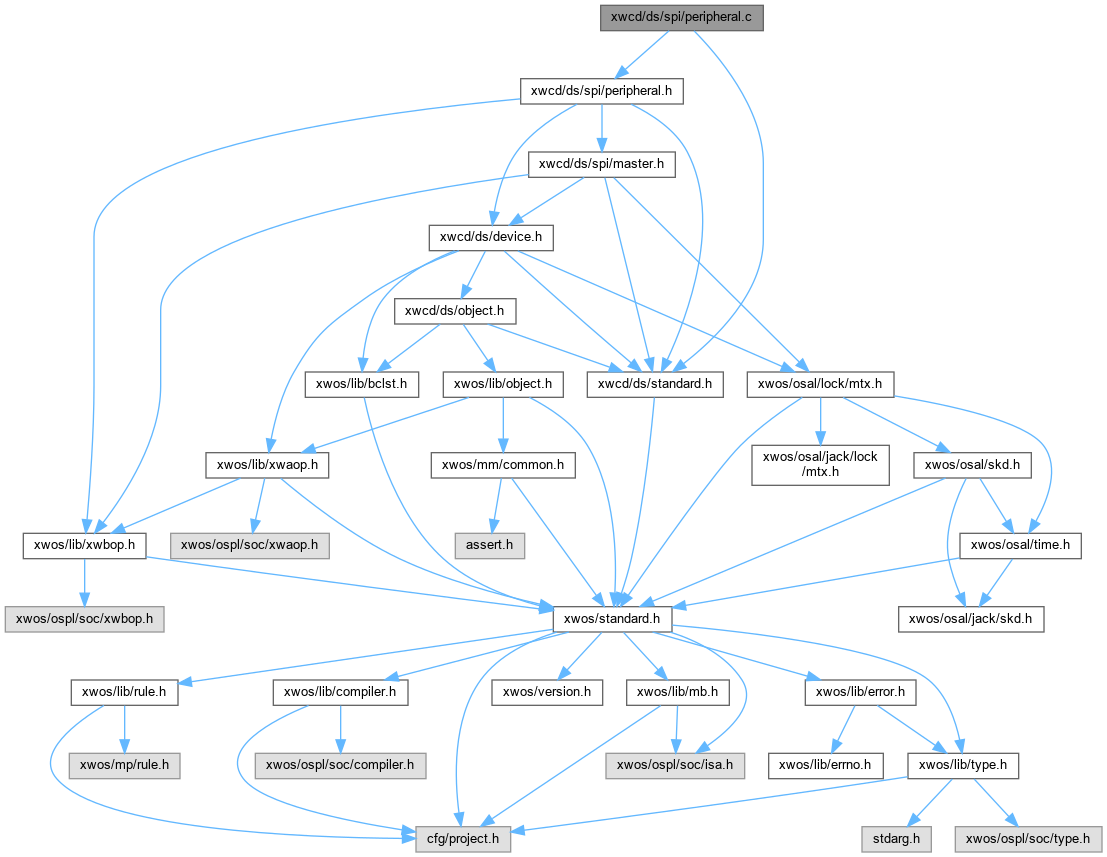 xwcd/ds/spi/peripheral.c
xwcd/ds/spi/peripheral.h
xwcd/ds/spi/master.h
xwcd/ds/device.h
xwcd/ds/object.h
xwos/lib/bclst.h
xwos/lib/object.h
xwcd/ds/standard.h
xwos/osal/lock/mtx.h
xwos/lib/xwaop.h
xwos/mm/common.h
xwos/osal/jack/lock
/mtx.h
xwos/osal/skd.h
xwos/lib/xwbop.h
xwos/ospl/soc/xwaop.h
assert.h
xwos/osal/time.h
xwos/ospl/soc/xwbop.h
xwos/standard.h
xwos/osal/jack/skd.h
xwos/lib/rule.h
xwos/lib/compiler.h
xwos/version.h
xwos/lib/mb.h
xwos/lib/error.h
xwos/mp/rule.h
xwos/ospl/soc/compiler.h
xwos/ospl/soc/isa.h
xwos/lib/errno.h
xwos/lib/type.h
cfg/project.h
stdarg.h
xwos/ospl/soc/type.h